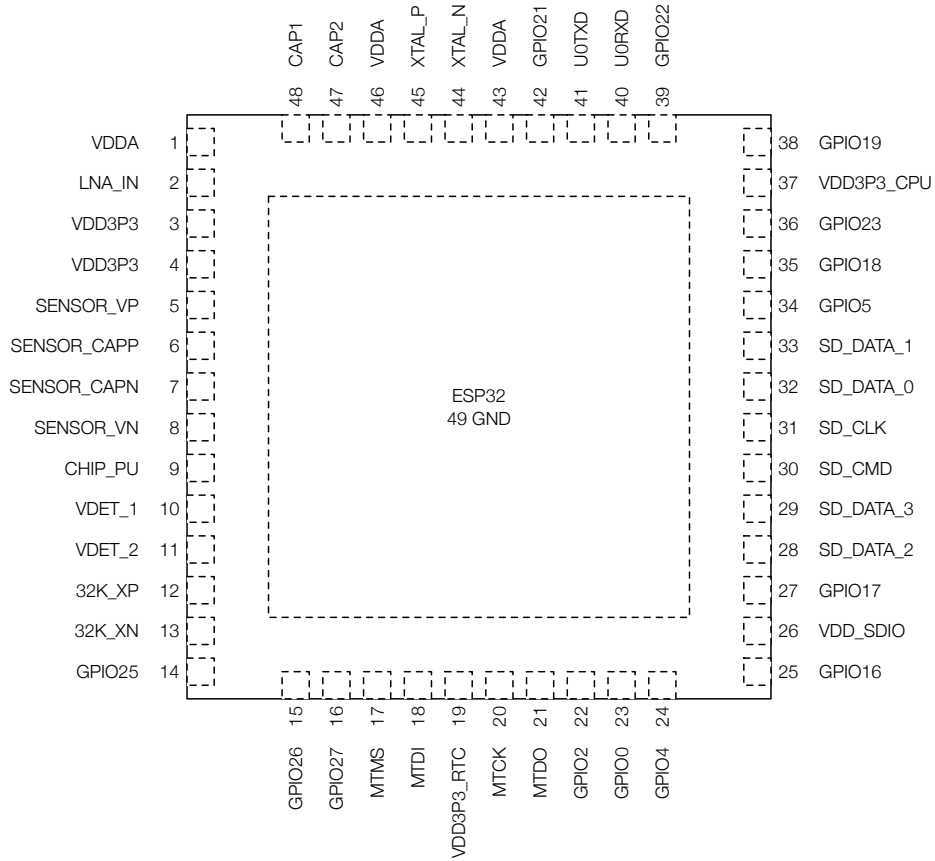 CAP1
CAP2
VDDA
XTAL_P
XTAL_N
VDDA
GPIO21
U0TXD
U0RXD
GPIO22
48
47
46
45
44
43
42
41
40
39
VDDA 1
LNA_IN 2
VDD3P3 3
VDD3P3 4
SENSOR_VP 5
SENSOR_CAPP 6
SENSOR_CAPN 7
SENSOR_VN 8
CHIP_PU 9
VDET_1 10
VDET_2 11
32K_XP 12
32K_XN 13
GPIO25 14
ESP32
49 GND
38 GPIO19
37 VDD3P3_CPU
36 GPIO23
35 GPIO18
34 GPIO5
33 SD_DATA_1
32 SD_DATA_0
31 SD_CLK
30 SD_CMD
29 SD_DATA_3
28 SD_DATA_2
27 GPIO17
26 VDD_SDIO
25 GPIO16
15
16
17
18
19
20
21
22
23
24
GPIO26
GPIO27
MTMS
MTDI
VDD3P3_RTC
MTCK
MTDO
GPIO2
GPIO0
GPIO4